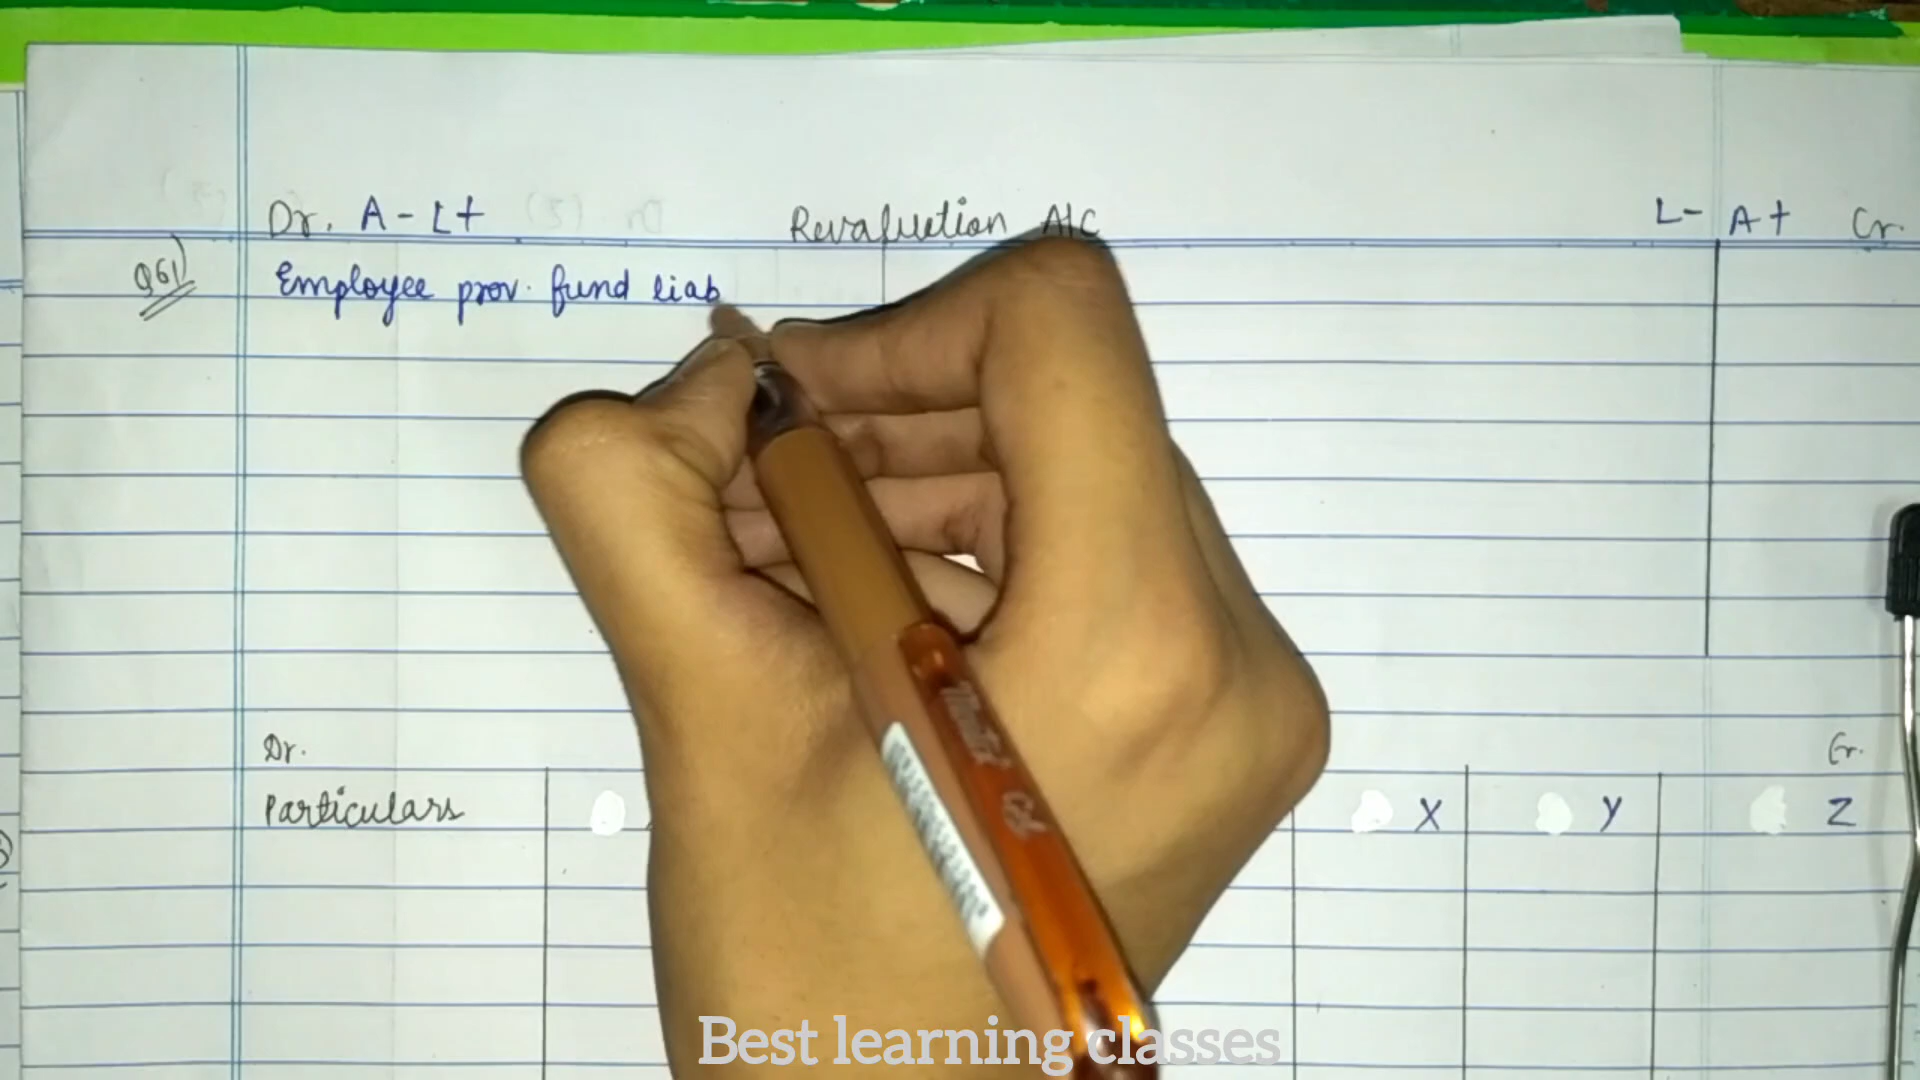 Dr. A - L + Revaluation A/C L - A + Cr.
Q61) Employee prov. fund liab
Dr. Cr.
Particulars X Y Z
Best learning classes